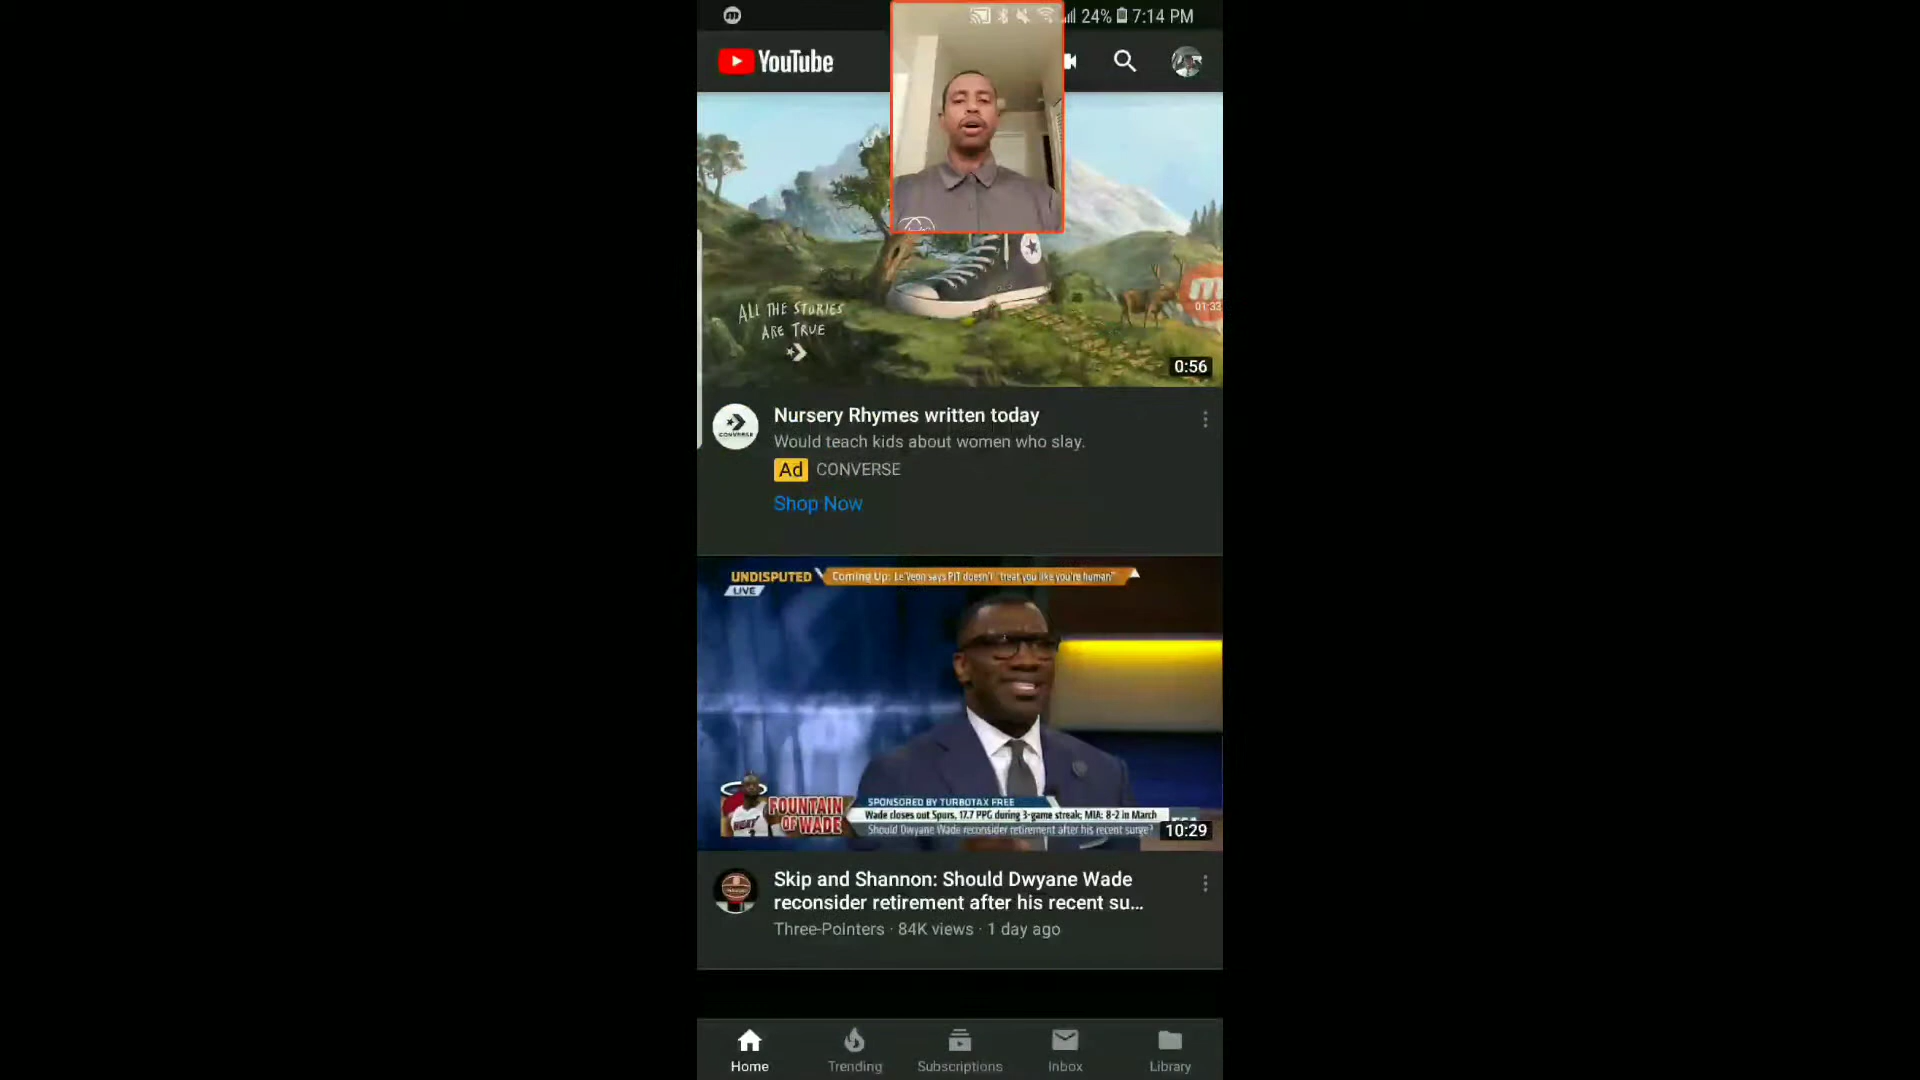 24% 7:14 PM
YouTube
ALL THE STORIES
ARE TRUE
01:33
0:56
CONVERSE
Nursery Rhymes written today
Would teach kids about women who slay.
Ad CONVERSE
Shop Now
UNDISPUTED Coming Up: Le'Veon says PIT doesn't "treat you like you're human"
LIVE
HEAT
FOUNTAIN
OF WADE
SPONSORED BY TURBOTAX FREE
Wade closes out Spurs, 17.7 PPG during 3-game streak; MIA: 8-2 in March
Should Dwyane Wade reconsider retirement after his recent surge?
10:29
Skip and Shannon: Should Dwyane Wade
reconsider retirement after his recent su...
Three-Pointers · 84K views · 1 day ago
Home Trending Subscriptions Inbox Library